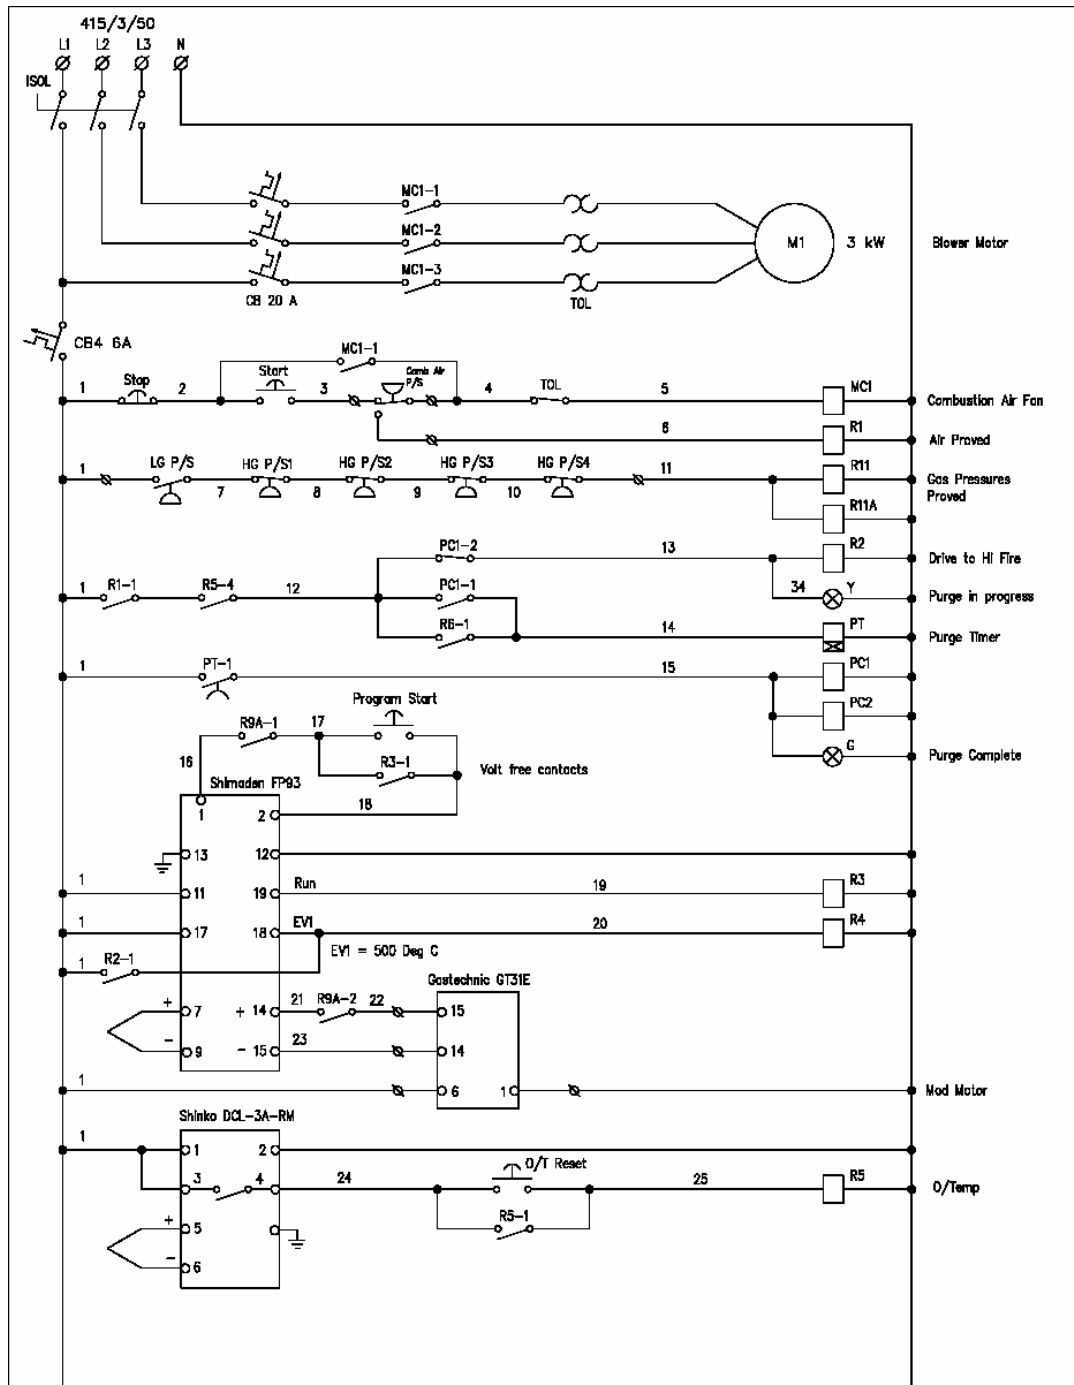 415/3/50
L1 L2 L3 N
ISOL
MC1-1
MC1-2
M1 3 kW Blower Motor
MC1-3
CB 20 A TOL
CB4 6A
MC1-1
Stop Start Comb Air P/S
1 2 3 4 TOL 5 MC1 Combustion Air Fan
6 R1 Air Proved
1 LG P/S HG P/S1 HG P/S2 HG P/S3 HG P/S4 11 R11 Gas Pressures
7 8 9 10 Proved
R11A
PC1-2 13 R2 Drive to Hi Fire
1 R1-1 R5-4 12 PC1-1 34 Y Purge in progress
R6-1 14 PT Purge Timer
1 PT-1 15 PC1
Program Start PC2
R9A-1 17
16 R3-1 Volt free contacts G Purge Complete
Shimaden FP93 18
1 2
13 12
1 11 19 Run 19 R3
1 17 18 EV1 20 R4
1 R2-1 EV1 = 500 Deg C
Gastechnic GT31E
+ 7 + 14 21 R9A-2 22 15
- 9 - 15 23 14
1 6 1 Mod Motor
Shinko DCL-3A-RM
1 1 2
3 4 24 O/T Reset 25 R5 O/Temp
+ 5 R5-1
- 6